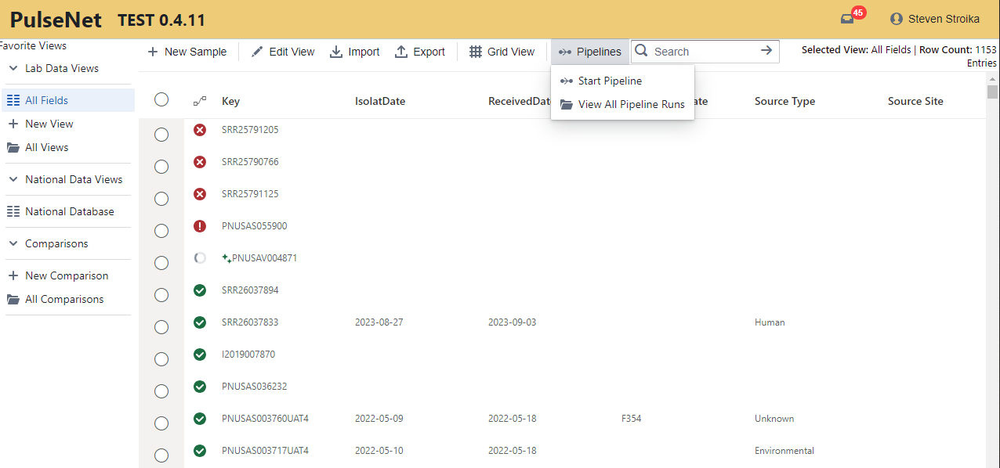 PulseNet TEST 0.4.11
45
Steven Stroika
Favorite Views
Lab Data Views
All Fields
New View
All Views
National Data Views
National Database
Comparisons
New Comparison
All Comparisons
New Sample Edit View Import Export Grid View Pipelines Search
Selected View: All Fields | Row Count: 1153
Entries
Start Pipeline
View All Pipeline Runs
Key IsolatDate ReceivedDat ate Source Type Source Site
SRR25791205
SRR25790766
SRR25791125
PNUSAS055900
PNUSAV004871
SRR26037894
SRR26037833 2023-08-27 2023-09-03 Human
I2019007870
PNUSAS036232
PNUSAS003760UAT4 2022-05-09 2022-05-18 F354 Unknown
PNUSAS003717UAT4 2022-05-10 2022-05-18 Environmental